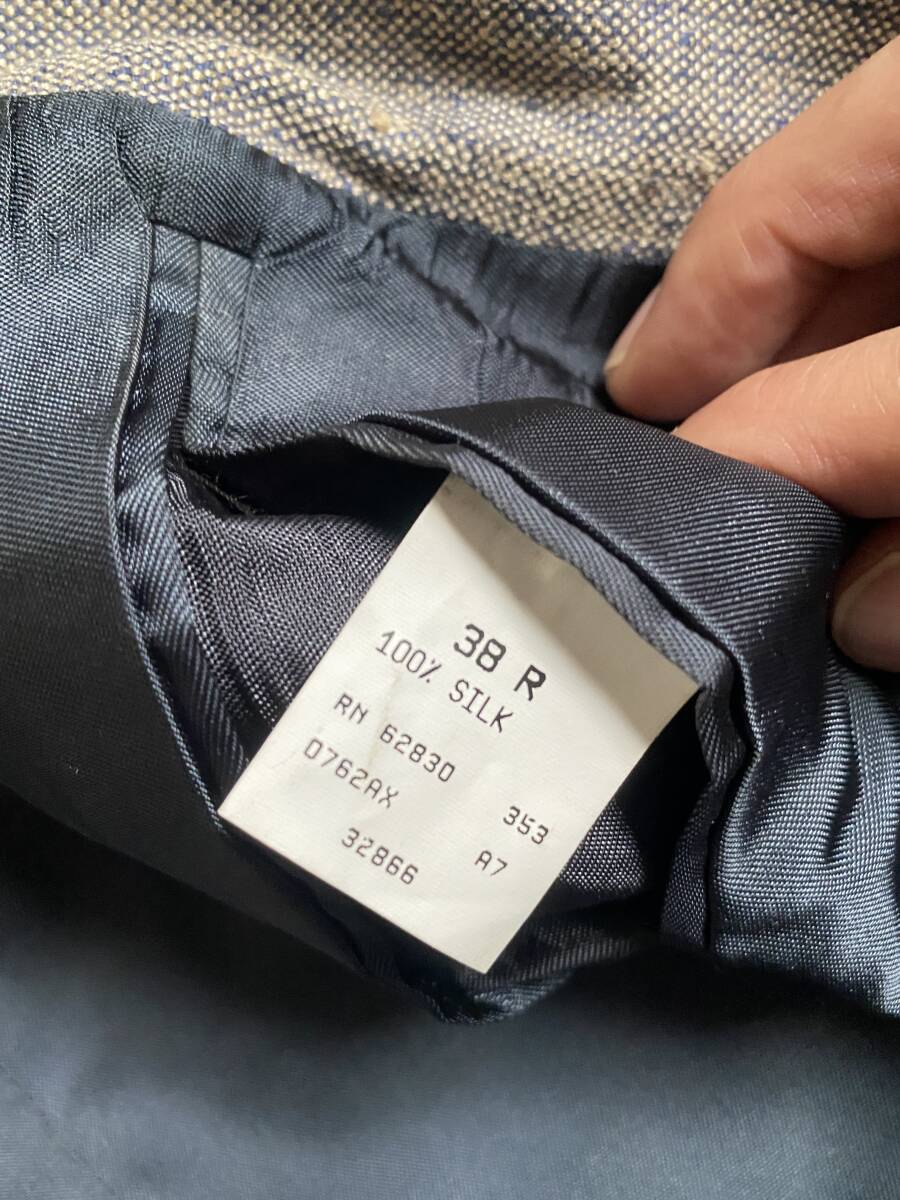 38 R
100% SILK
RN 62830
0762AX 353
32866 A7